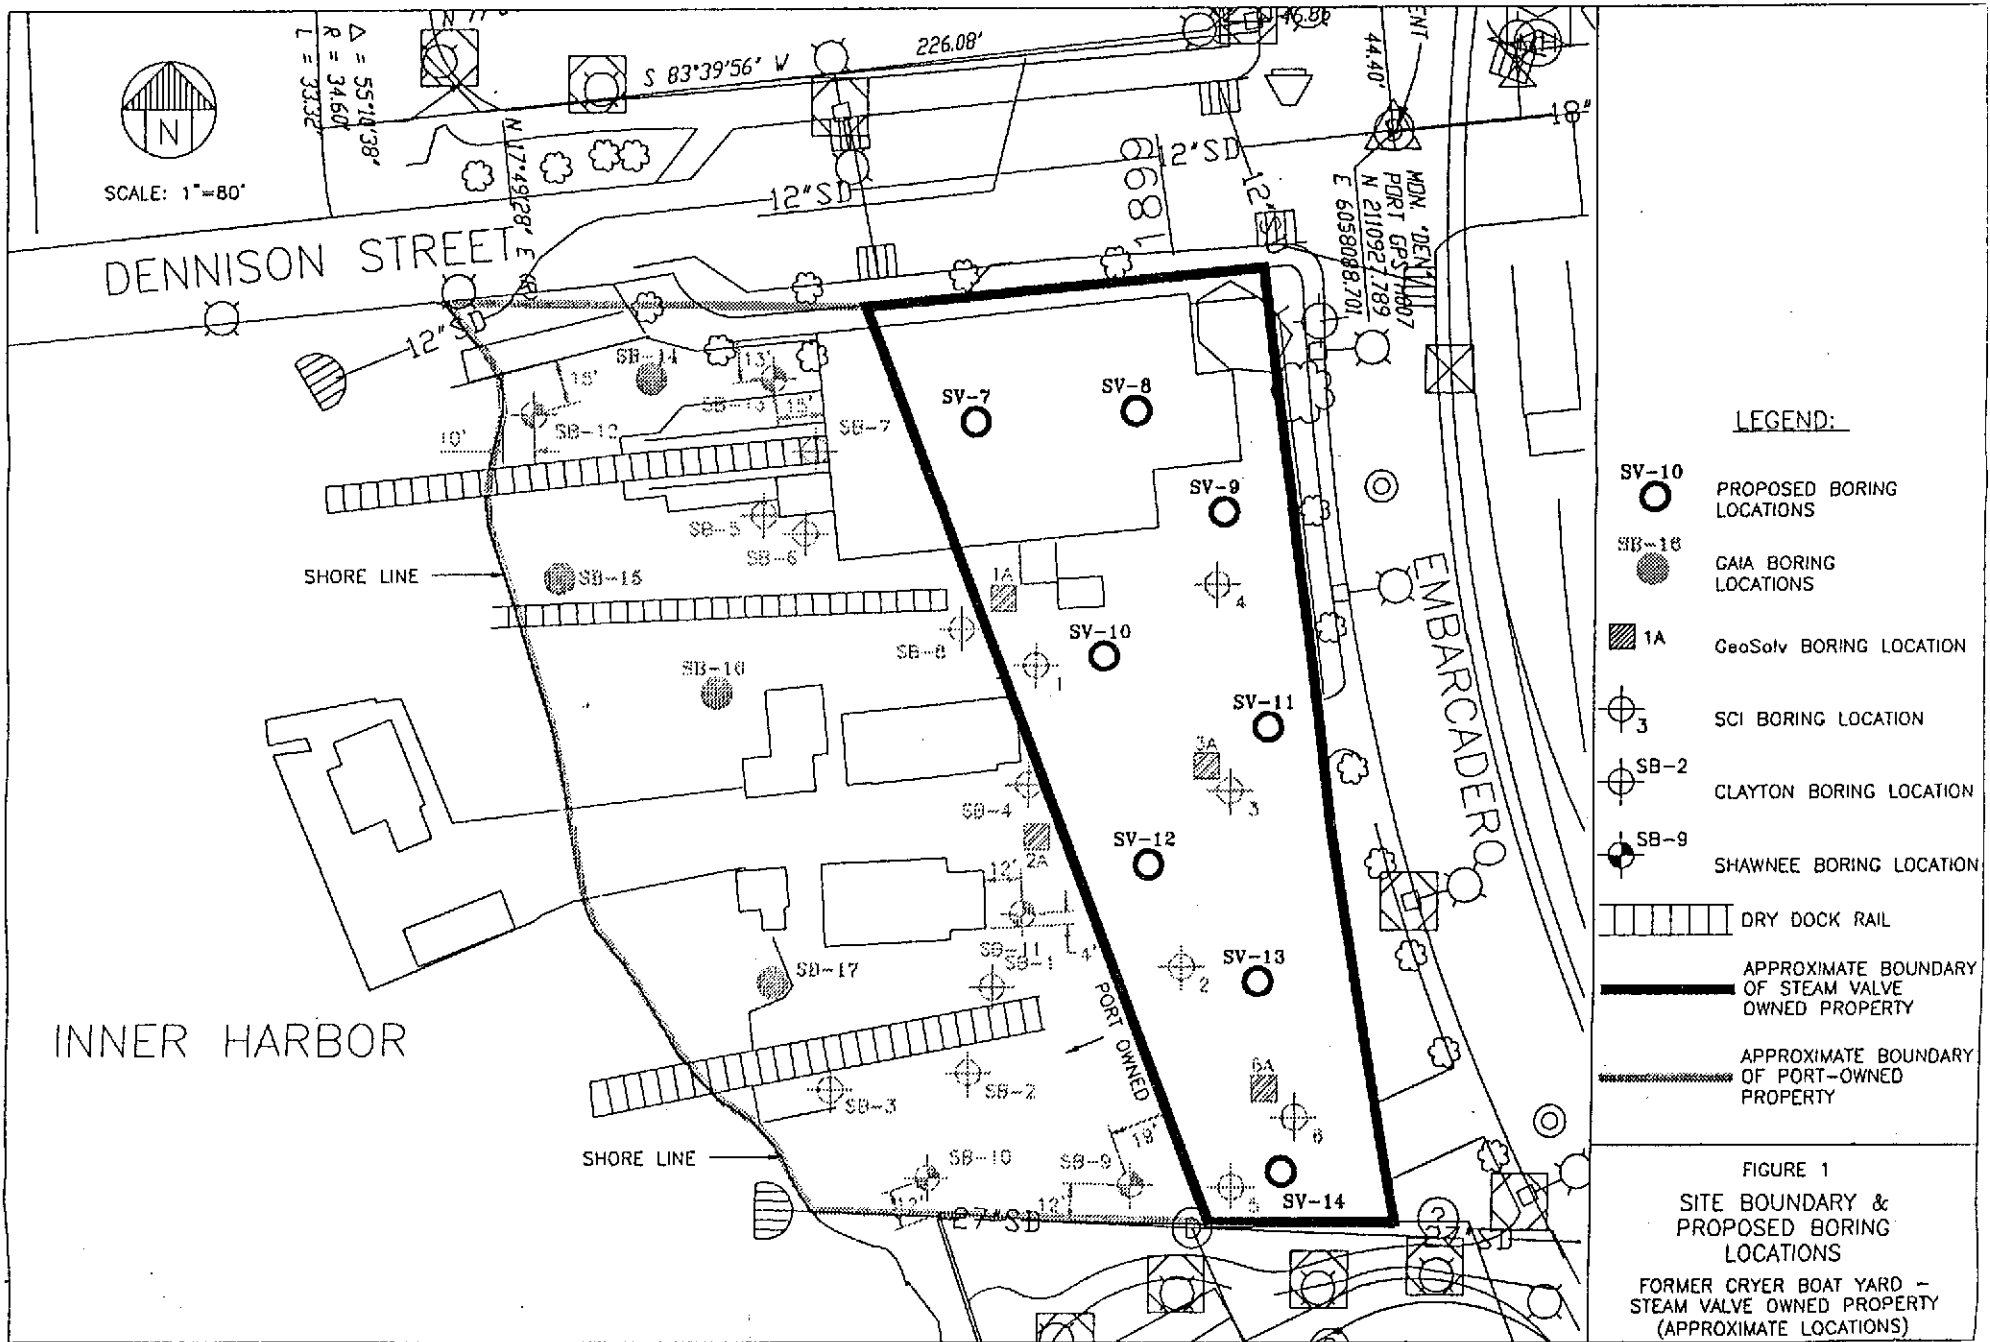 Δ = 55°10'38"
R = 34.60'
L = 33.32'
N
SCALE: 1"=80'
S 83°39'56" W
226.08'
44.40'
18"
12"SD
12"SD
1.869
MON. "DEN"
PORT GPS
N 2110927.789
E 6058088.701
N 17°49'28" E (R)
DENNISON STREET
SB-14
13'
15'
SB-13
15'
SB-12
10'
SB-7
SV-7
SV-8
SV-9
SB-5
SB-6
SHORE LINE
SB-15
1A
4
SB-8
SV-10
1
SB-16
SV-11
3A
3
SB-4
2A
SV-12
12'
SB-11
4'
SB-1
SB-17
2
SV-13
EMBARCADERO
INNER HARBOR
PORT OWNED
SB-2
SB-3
6A
6
19'
SHORE LINE
SB-10
SB-9
12'
12'
5
SV-14
27"SD
LEGEND:
SV-10
PROPOSED BORING
LOCATIONS
SB-16
GAIA BORING
LOCATIONS
1A
GeoSolv BORING LOCATION
3
SCI BORING LOCATION
SB-2
CLAYTON BORING LOCATION
SB-9
SHAWNEE BORING LOCATION
DRY DOCK RAIL
APPROXIMATE BOUNDARY
OF STEAM VALVE
OWNED PROPERTY
APPROXIMATE BOUNDARY
OF PORT-OWNED
PROPERTY
FIGURE 1
SITE BOUNDARY &
PROPOSED BORING
LOCATIONS
FORMER CRYER BOAT YARD -
STEAM VALVE OWNED PROPERTY
(APPROXIMATE LOCATIONS)